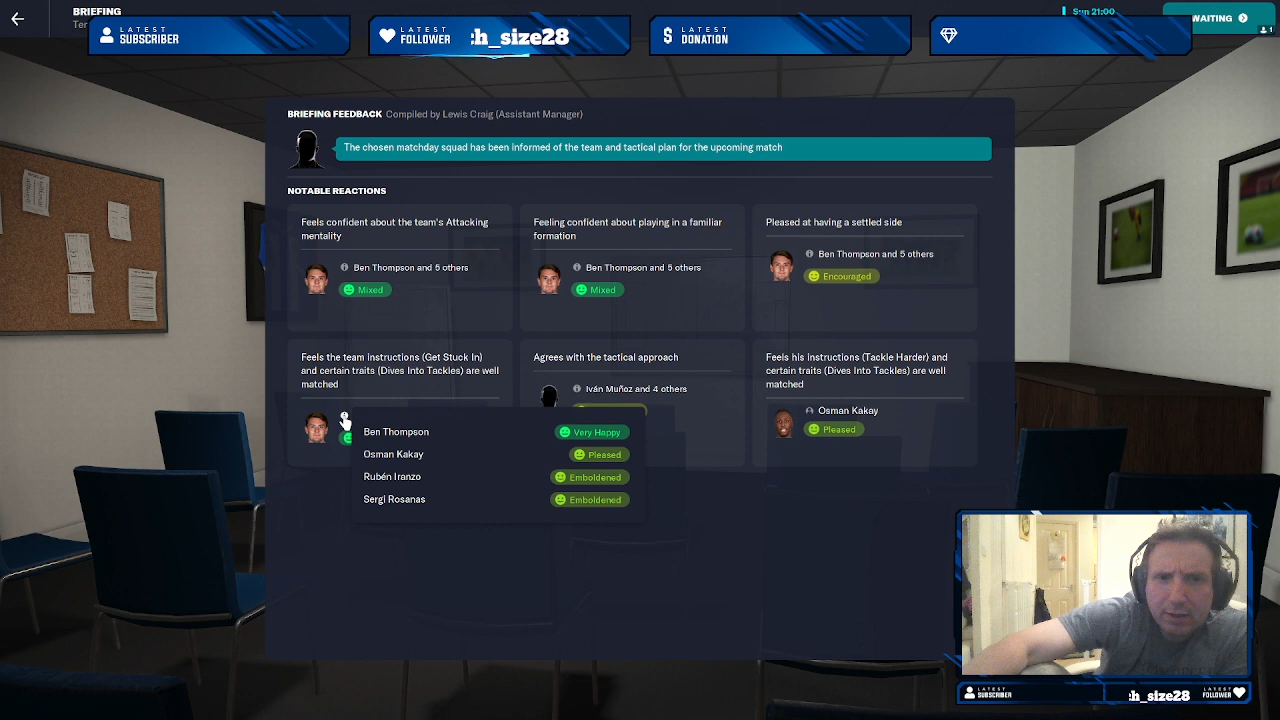 BRIEFING
Ter
Sun 21:00
WAITING
1
LATEST
SUBSCRIBER
LATEST
FOLLOWER
:h_size28
LATEST
DONATION
BRIEFING FEEDBACK Compiled by Lewis Craig (Assistant Manager)
The chosen matchday squad has been informed of the team and tactical plan for the upcoming match
NOTABLE REACTIONS
Feels confident about the team's Attacking
mentality
Ben Thompson and 5 others
Mixed
Feeling confident about playing in a familiar
formation
Ben Thompson and 5 others
Mixed
Pleased at having a settled side
Ben Thompson and 5 others
Encouraged
Feels the team instructions (Get Stuck In)
and certain traits (Dives Into Tackles) are well
matched
Agrees with the tactical approach
Iván Muñoz and 4 others
Feels his instructions (Tackle Harder) and
certain traits (Dives Into Tackles) are well
matched
Osman Kakay
Pleased
Ben Thompson Very Happy
Osman Kakay Pleased
Rubén Iranzo Emboldened
Sergi Rosanas Emboldened
LATEST
SUBSCRIBER
:h_size28
LATEST
FOLLOWER